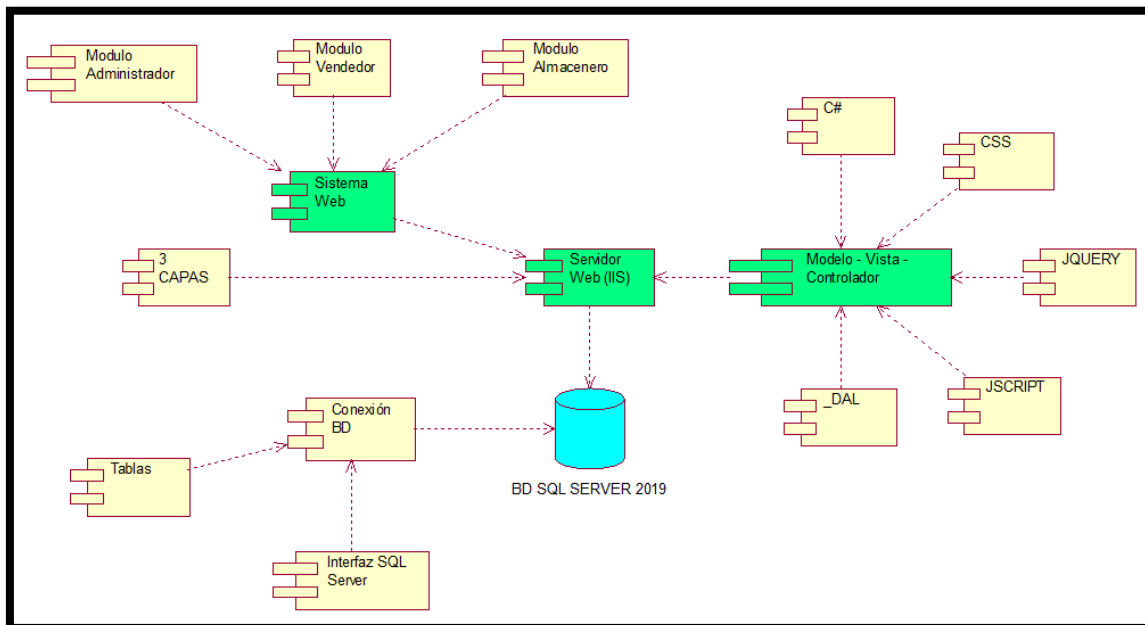 Modulo
Administrador
Modulo
Vendedor
Modulo
Almacenero
C#
CSS
Sistema
Web
3
CAPAS
Servidor
Web (IIS)
Modelo - Vista -
Controlador
JQUERY
_DAL
JSCRIPT
Conexión
BD
Tablas
BD SQL SERVER 2019
Interfaz SQL
Server